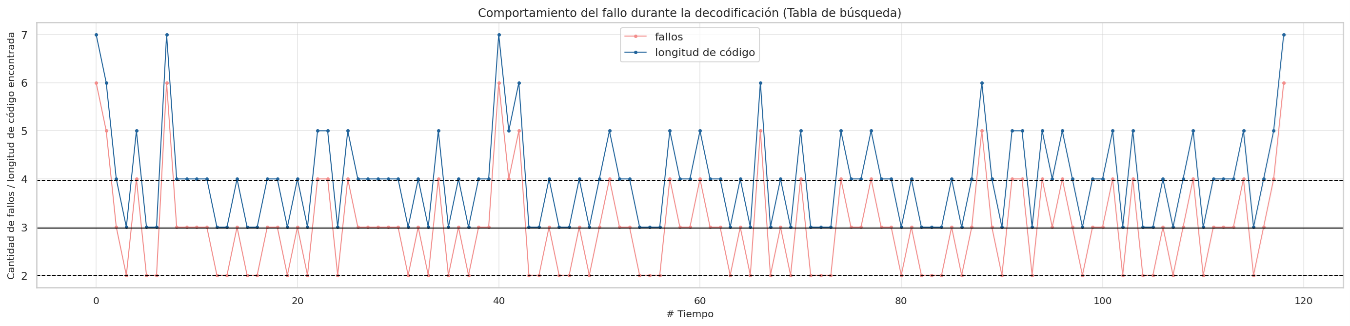 Comportamiento del fallo durante la decodificación (Tabla de búsqueda)
fallos
longitud de código
Cantidad de fallos / longitud de código encontrada
7
6
5
4
3
2
0
20
40
60
80
100
120
# Tiempo